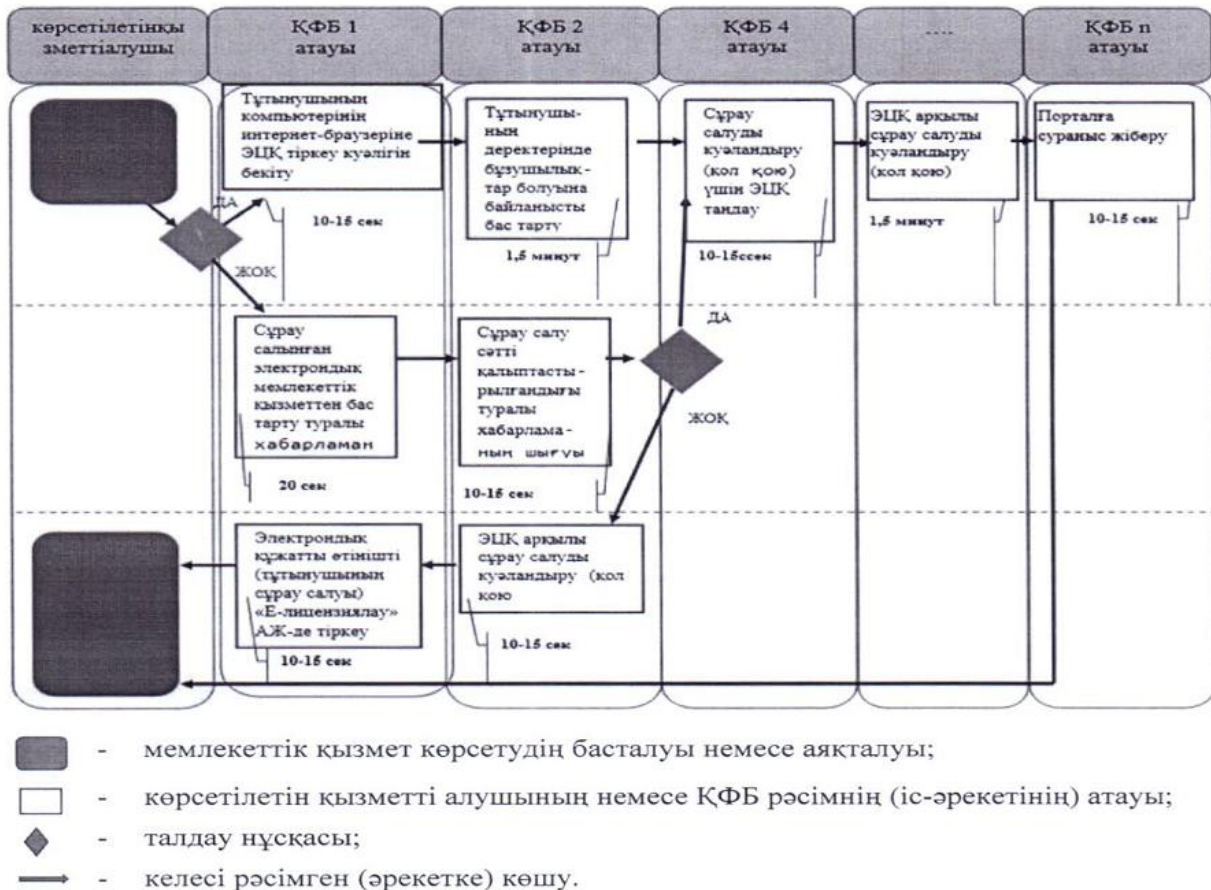 көрсетілетінқы
зметтіалушы
ҚФБ 1
атауы
ҚФБ 2
атауы
ҚФБ 4
атауы
....
ҚФБ n
атауы
Тұтынушының
компьютерінің
интернет-браузеріне
ЭЦҚ тіркеу куәлігін
бекіту
Тұтынушы-
ның
деректерінде
бұзушылық-
тар болуына
байланысты
бас тарту
Сұрау
салуды
куәландыру
(қол қою)
үшін ЭЦҚ
таңдау
ЭЦҚ арқылы
сұрау салуды
куәландыру
(қол қою)
Порталға
сураныс жіберу
ДА
10-15 сек
1,5 минут
10-15ссек
1,5 минут
10-15 сек
ЖОҚ
Сұрау
салынған
электрондық
мемлекеттік
қызметтен бас
тарту туралы
хабарламан
Сұрау салу
сәтті
қалыптасты-
рылғандығы
туралы
хабарлама-
ның шығуы
ДА
ЖОҚ
20 сек
10-15 сек
Электрондық
құжатты өтінішті
(тұтынушының
сұрау салуы)
«Е-лицензиялау»
АЖ-де тіркеу
ЭЦҚ арқылы
сұрау салуды
куәландыру (қол
қою
10-15 сек
10-15 сек
- мемлекеттік қызмет көрсетудің басталуы немесе аяқталуы;
- көрсетілетін қызметті алушының немесе ҚФБ рәсімнің (іс-әрекетінің) атауы;
- талдау нұсқасы;
- келесі рәсімген (әрекетке) көшу.